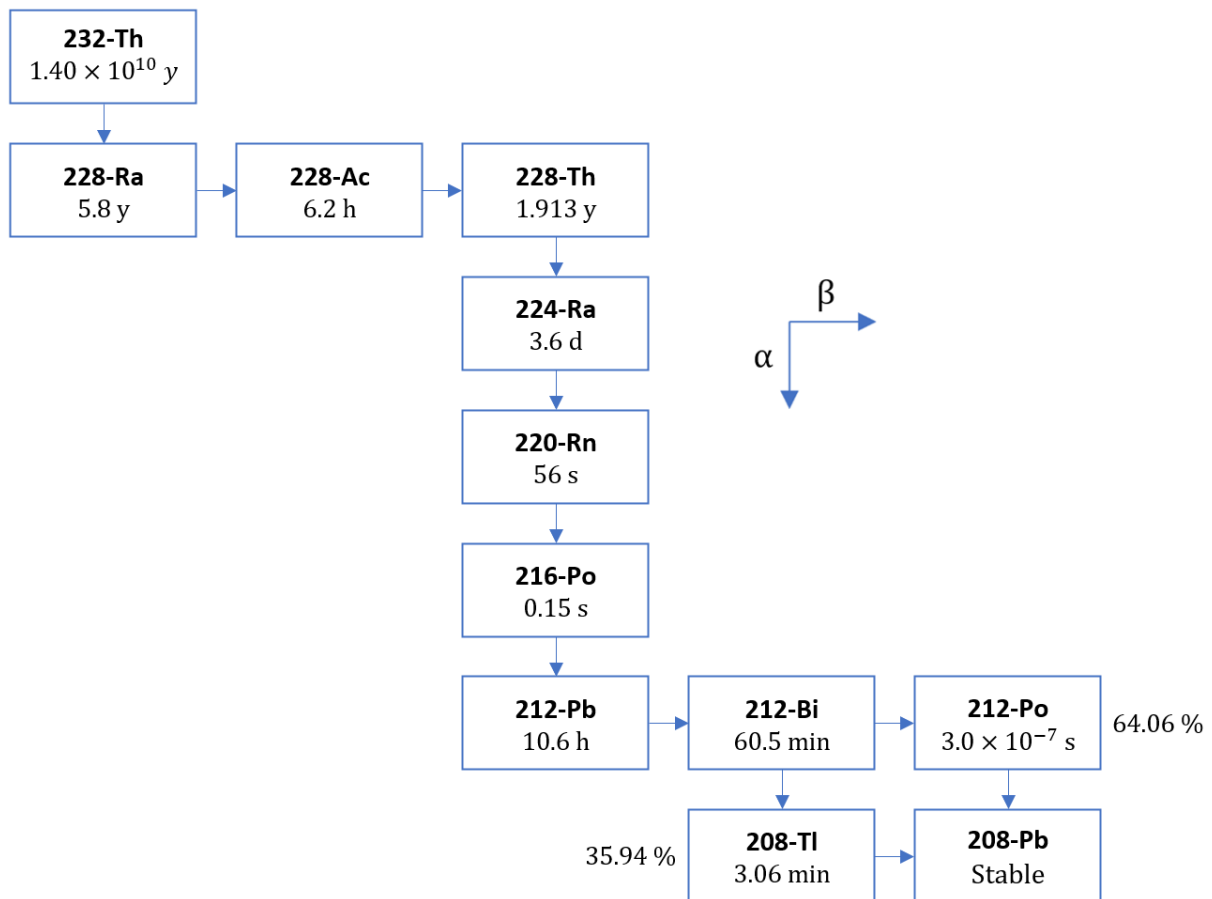 232-Th
1.40 × 10¹⁰ y
228-Ra
5.8 y
228-Ac
6.2 h
228-Th
1.913 y
224-Ra
3.6 d
β
α
220-Rn
56 s
216-Po
0.15 s
212-Pb
10.6 h
212-Bi
60.5 min
212-Po
3.0 × 10⁻⁷ s
64.06 %
35.94 %
208-Tl
3.06 min
208-Pb
Stable